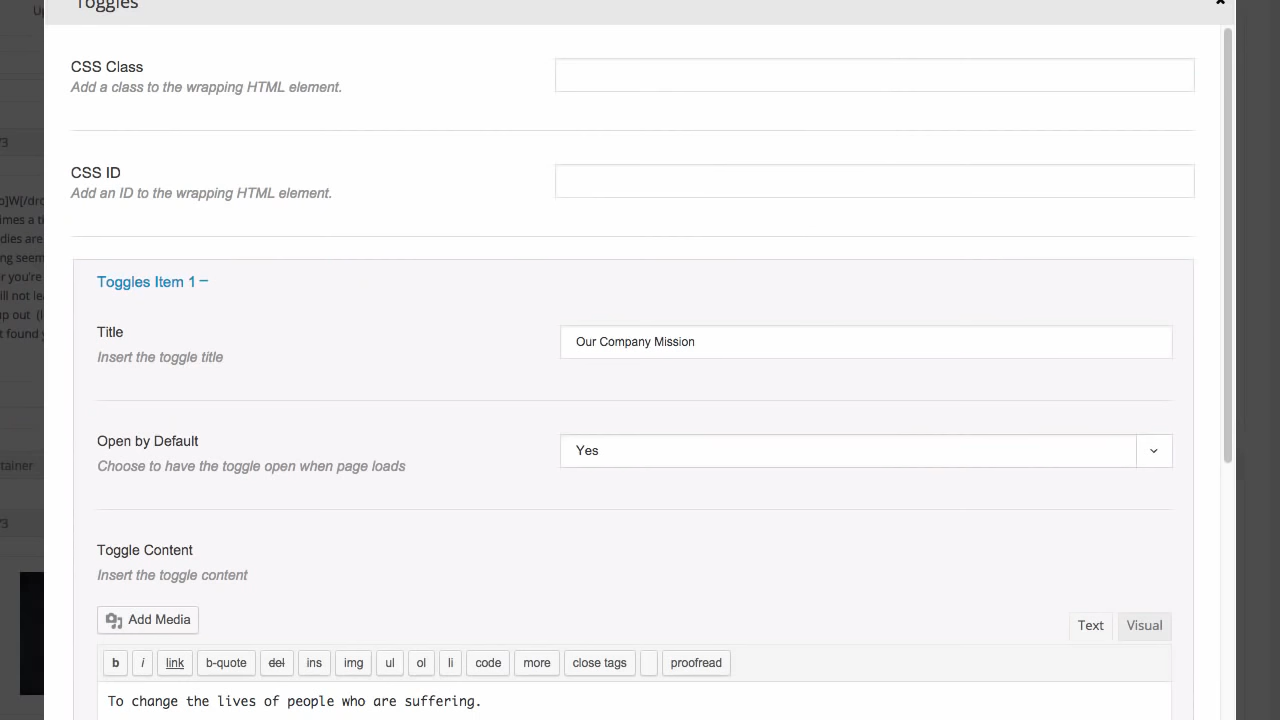 Toggles
CSS Class
Add a class to the wrapping HTML element.
CSS ID
Add an ID to the wrapping HTML element.
Toggles Item 1 –
Title
Insert the toggle title
Our Company Mission
Open by Default
Choose to have the toggle open when page loads
Yes
Toggle Content
Insert the toggle content
Add Media
Text Visual
b i link b-quote del ins img ul ol li code more close tags proofread
To change the lives of people who are suffering.